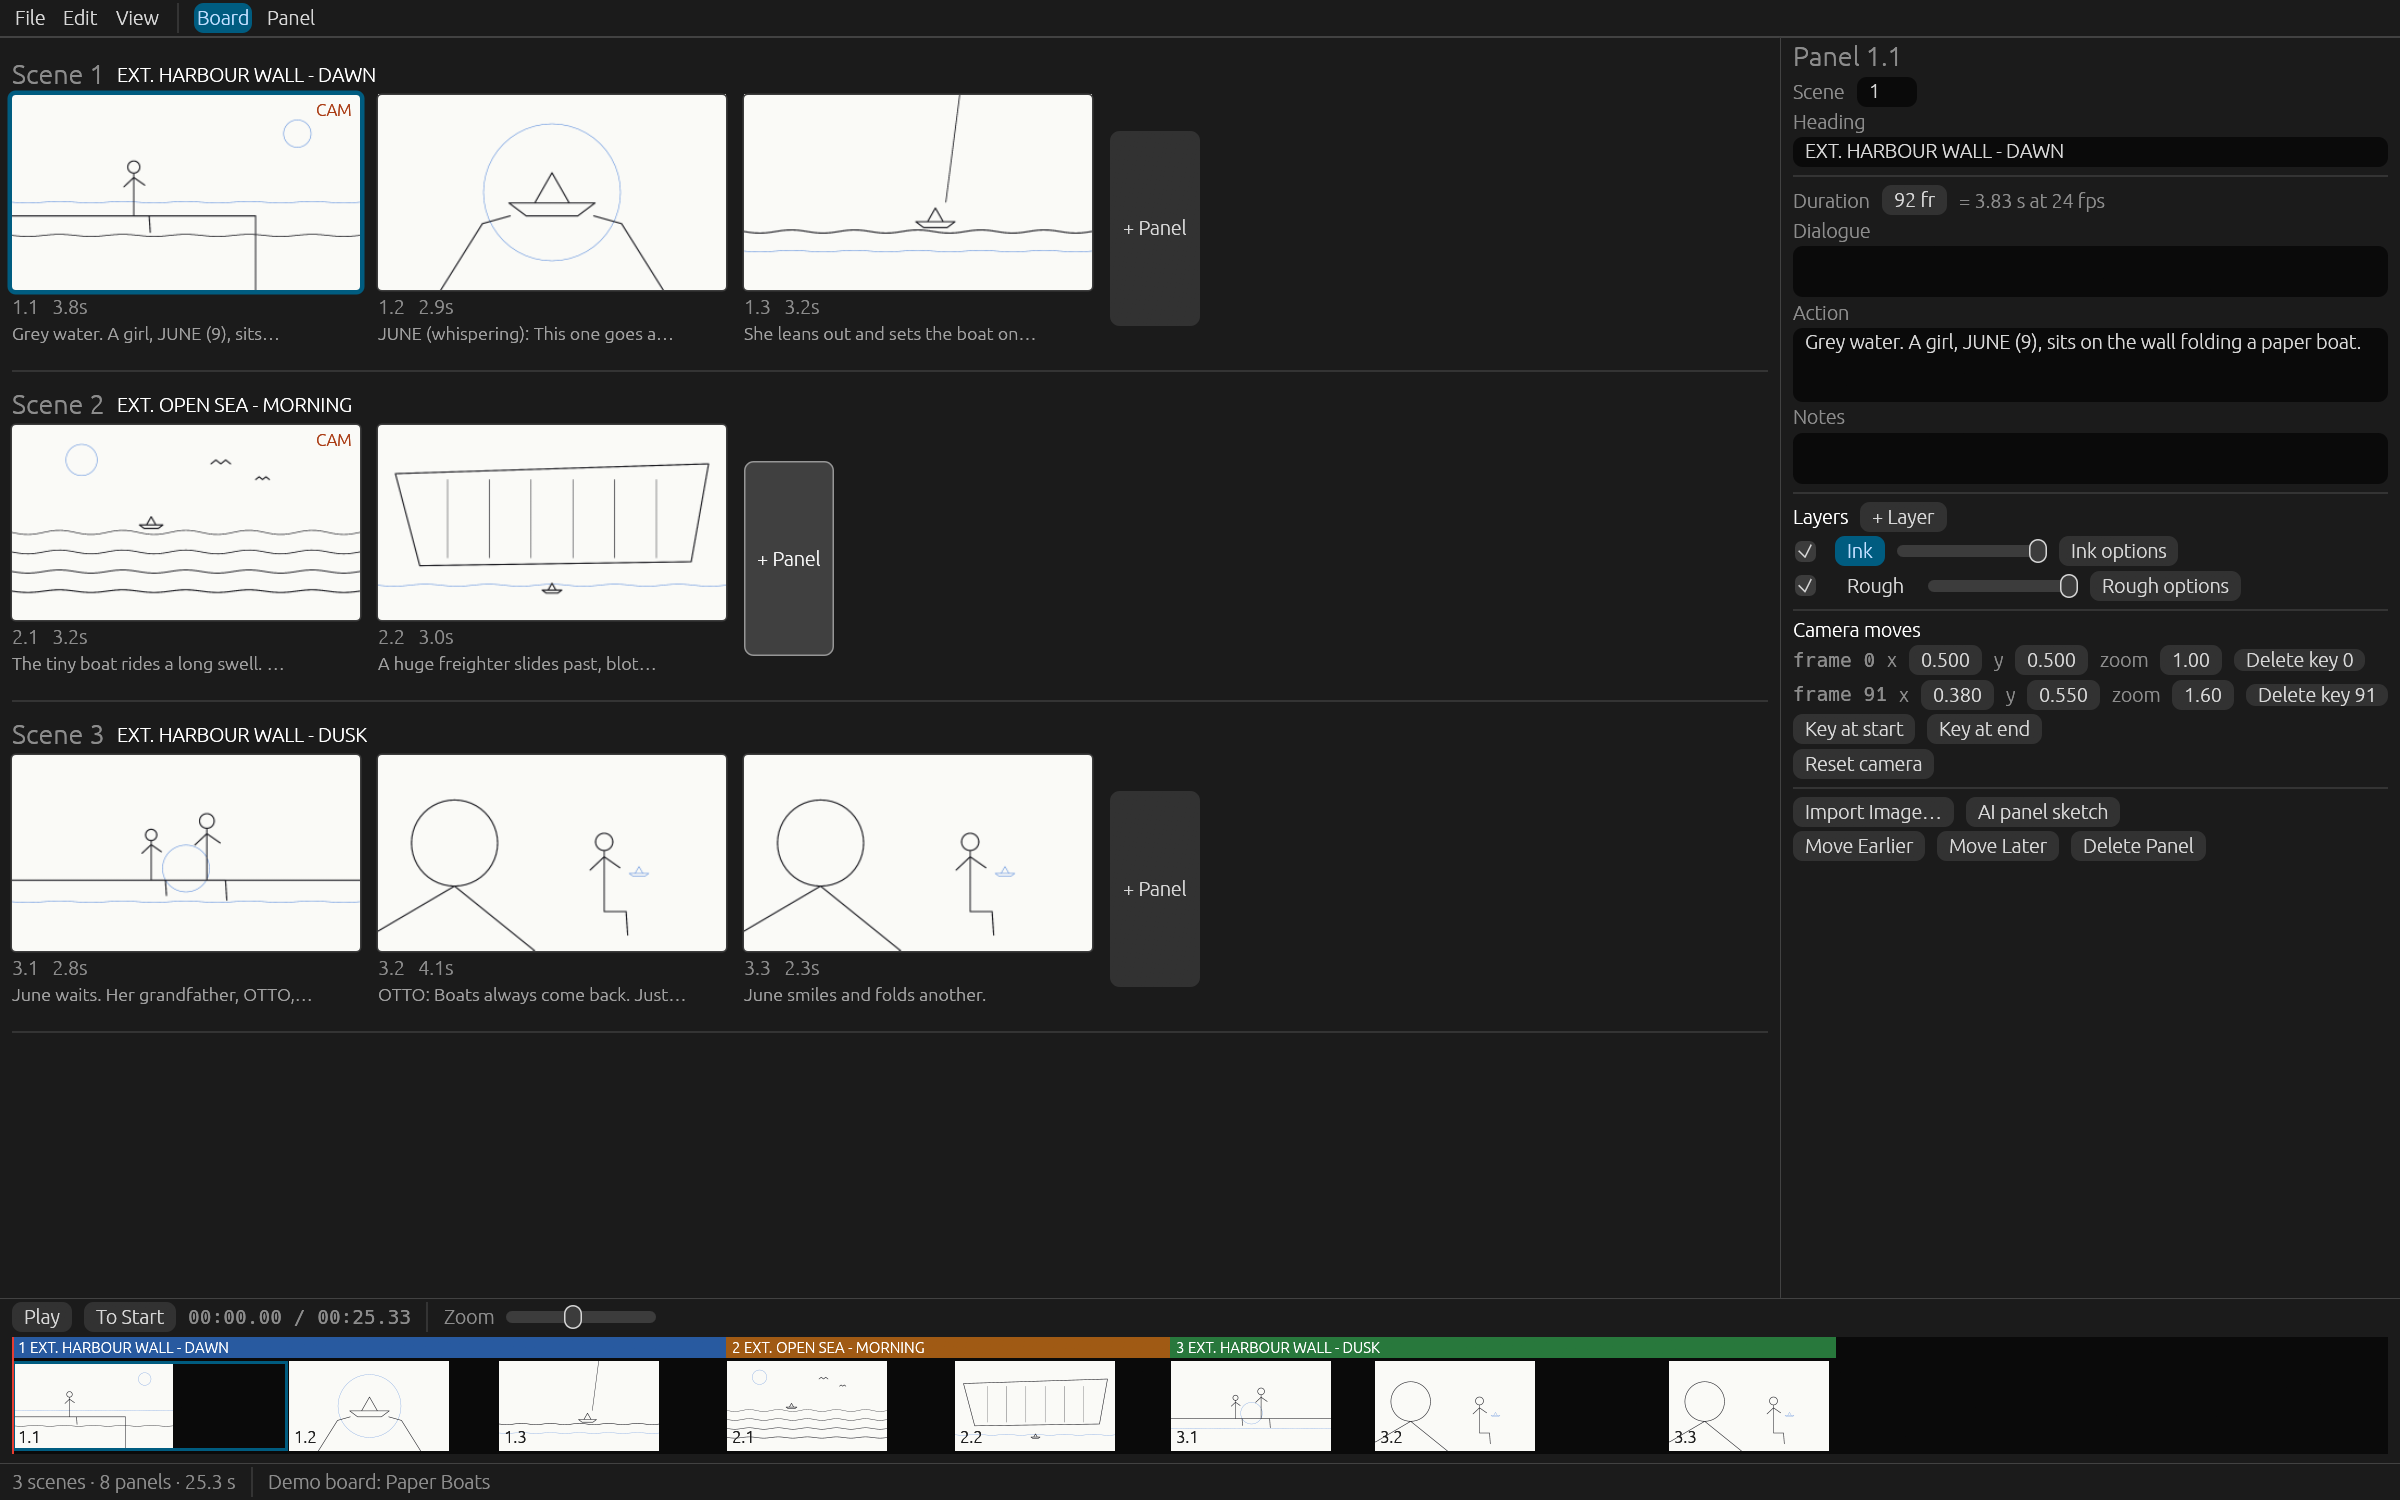 File Edit View Board Panel
Scene 1 EXT. HARBOUR WALL - DAWN
CAM
+ Panel
1.1 3.8s
Grey water. A girl, JUNE (9), sits…
1.2 2.9s
JUNE (whispering): This one goes a…
1.3 3.2s
She leans out and sets the boat on…
Scene 2 EXT. OPEN SEA - MORNING
CAM
+ Panel
2.1 3.2s
The tiny boat rides a long swell. …
2.2 3.0s
A huge freighter slides past, blot…
Scene 3 EXT. HARBOUR WALL - DUSK
+ Panel
3.1 2.8s
June waits. Her grandfather, OTTO,…
3.2 4.1s
OTTO: Boats always come back. Just…
3.3 2.3s
June smiles and folds another.
Panel 1.1
Scene 1
Heading
EXT. HARBOUR WALL - DAWN
Duration 92 fr = 3.83 s at 24 fps
Dialogue
Action
Grey water. A girl, JUNE (9), sits on the wall folding a paper boat.
Notes
Layers + Layer
Ink Ink options
Rough Rough options
Camera moves
frame 0 x 0.500 y 0.500 zoom 1.00 Delete key 0
frame 91 x 0.380 y 0.550 zoom 1.60 Delete key 91
Key at start Key at end
Reset camera
Import Image… AI panel sketch
Move Earlier Move Later Delete Panel
Play To Start 00:00.00 / 00:25.33 Zoom
1 EXT. HARBOUR WALL - DAWN 2 EXT. OPEN SEA - MORNING 3 EXT. HARBOUR WALL - DUSK
1.1 1.2 1.3 2.1 2.2 3.1 3.2 3.3
3 scenes · 8 panels · 25.3 s Demo board: Paper Boats